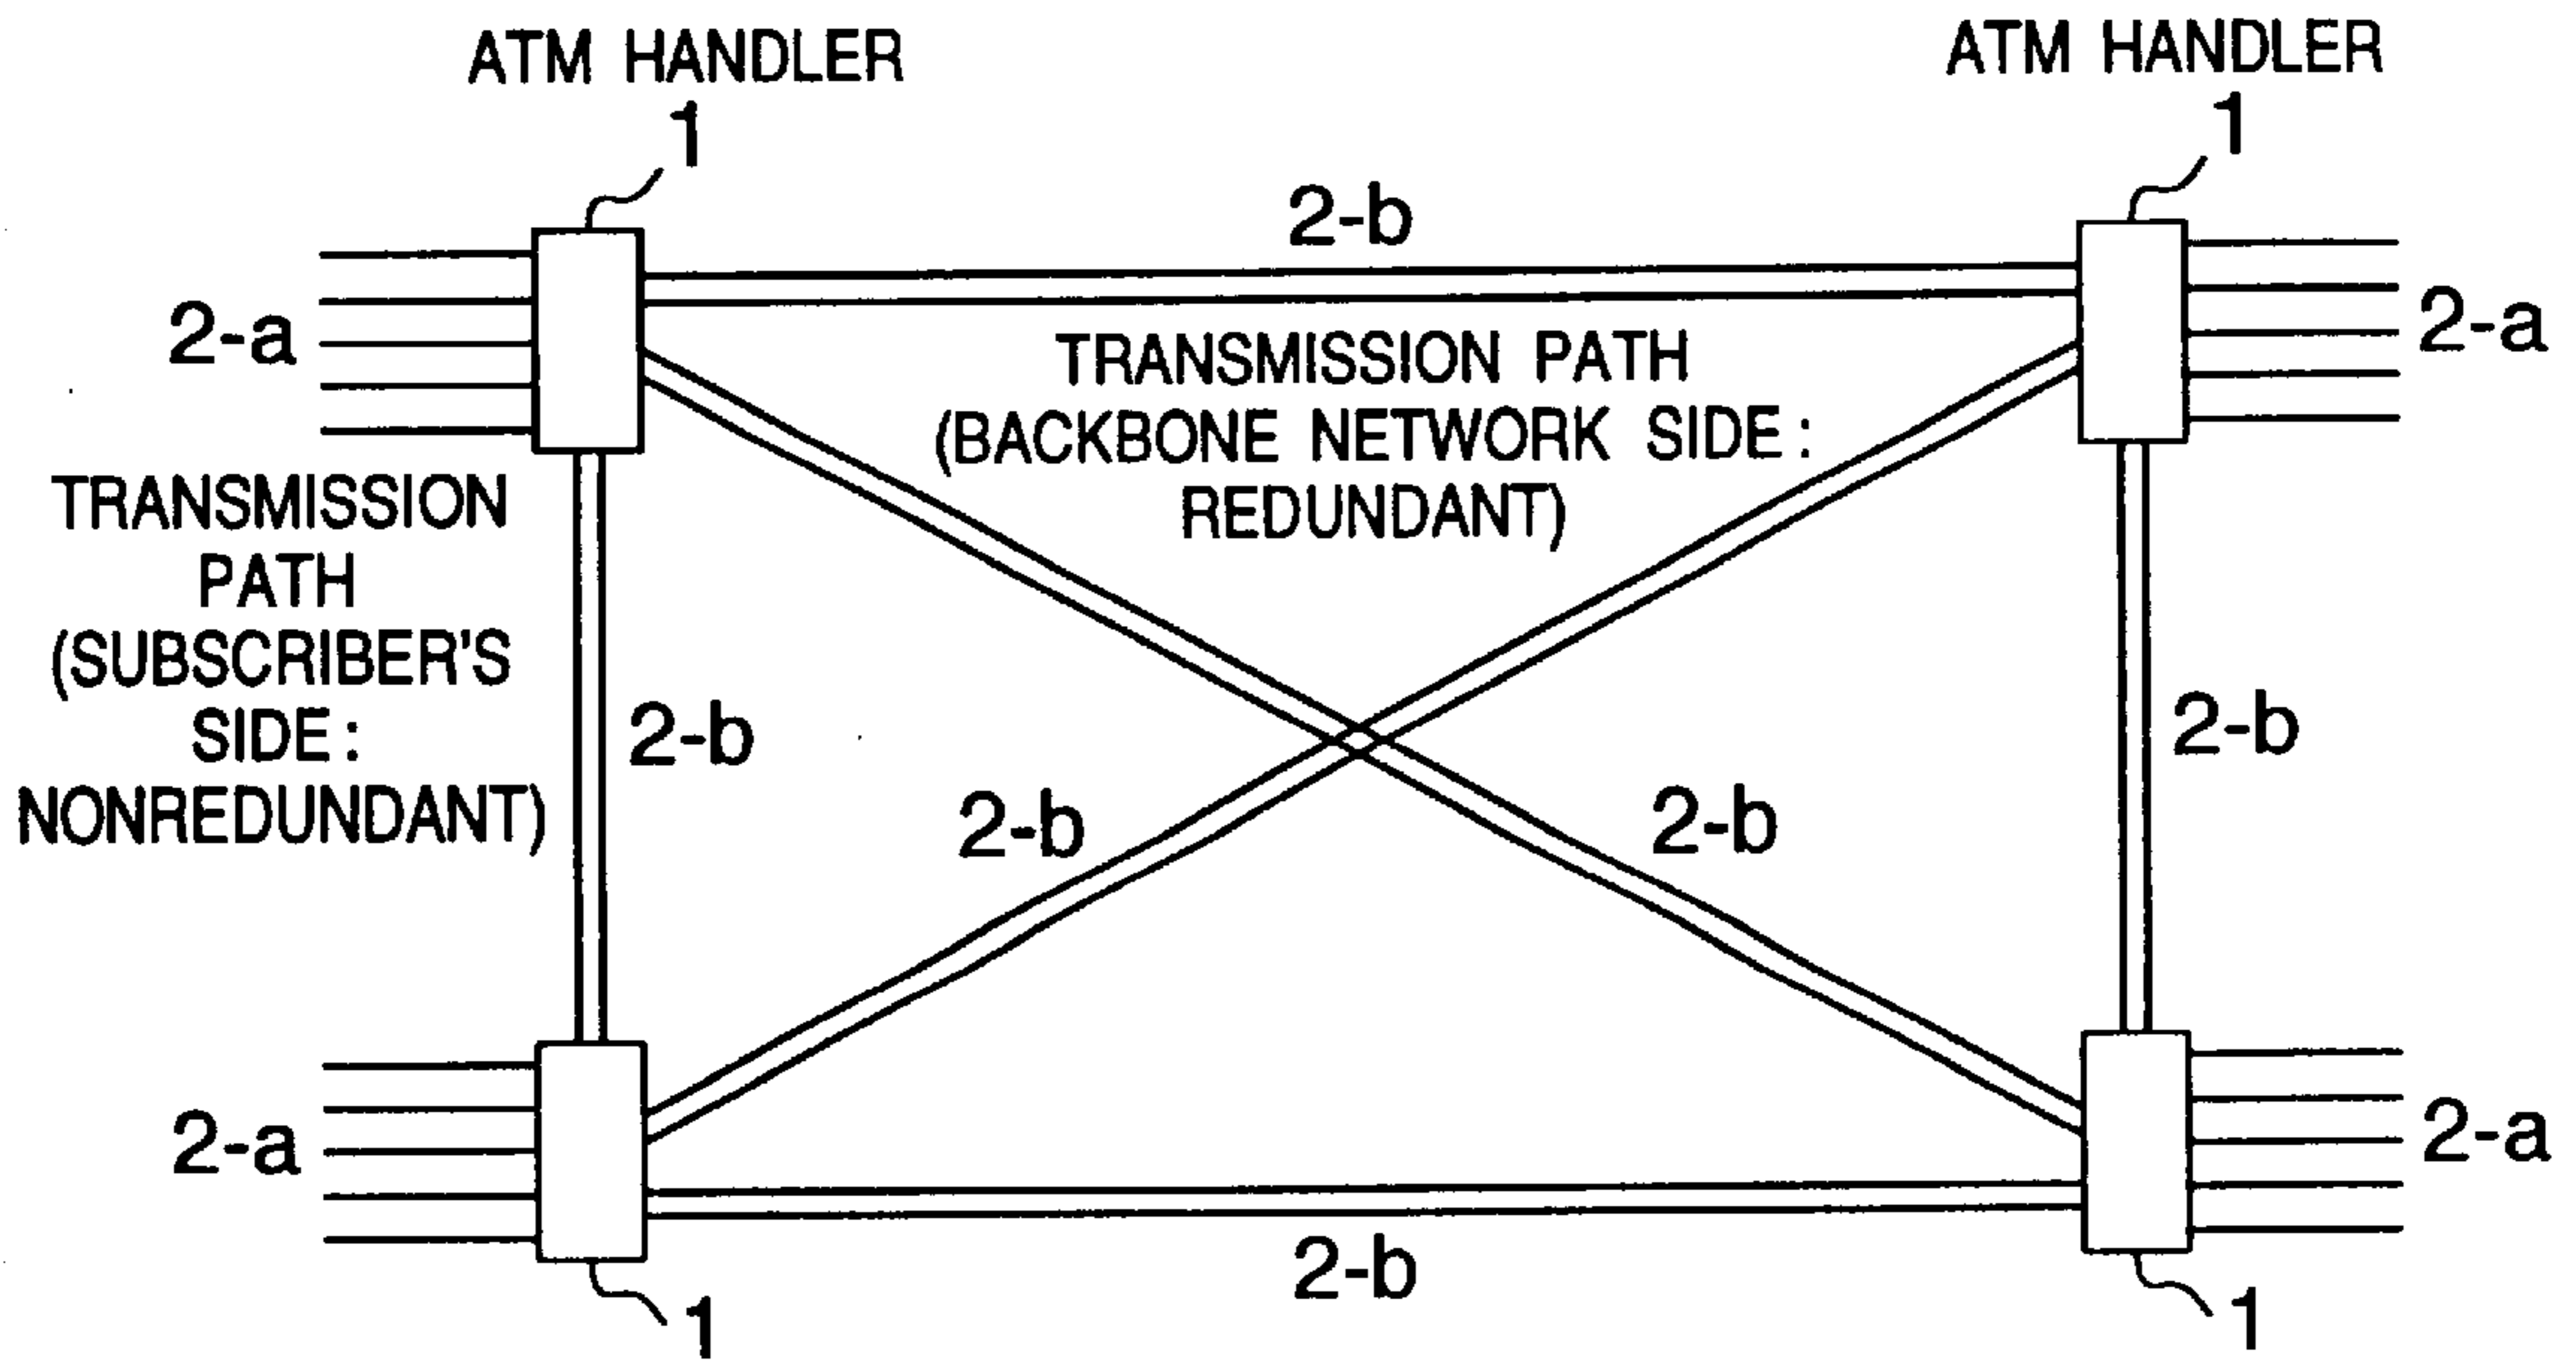 ATM HANDLER
1
ATM HANDLER
1
2-b
2-a
2-a
TRANSMISSION PATH
(BACKBONE NETWORK SIDE:
REDUNDANT)
TRANSMISSION
PATH
(SUBSCRIBER'S
SIDE:
NONREDUNDANT)
2-b
2-b
2-b
2-b
2-a
2-a
2-b
1
1